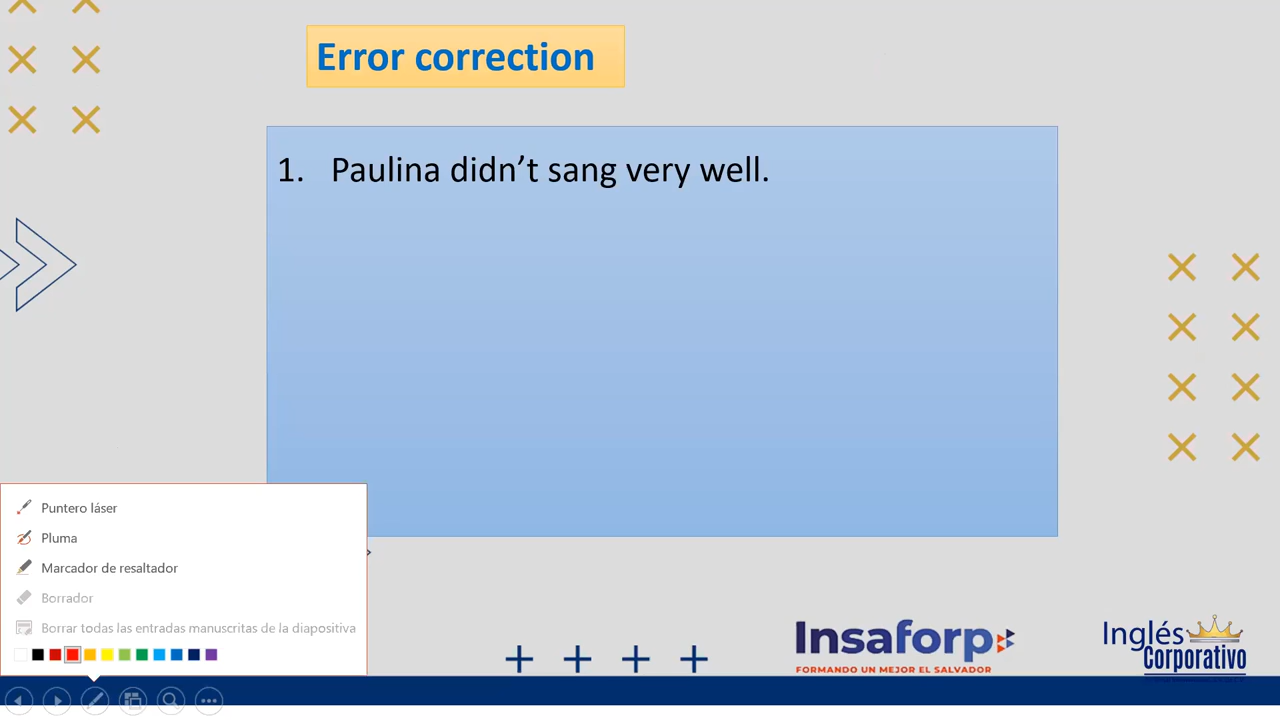 Error correction
1. Paulina didn’t sang very well.
Puntero láser
Pluma
Marcador de resaltador
Borrador
Borrar todas las entradas manuscritas de la diapositiva
Insaforp
FORMANDO UN MEJOR EL SALVADOR
Inglés
Corporativo